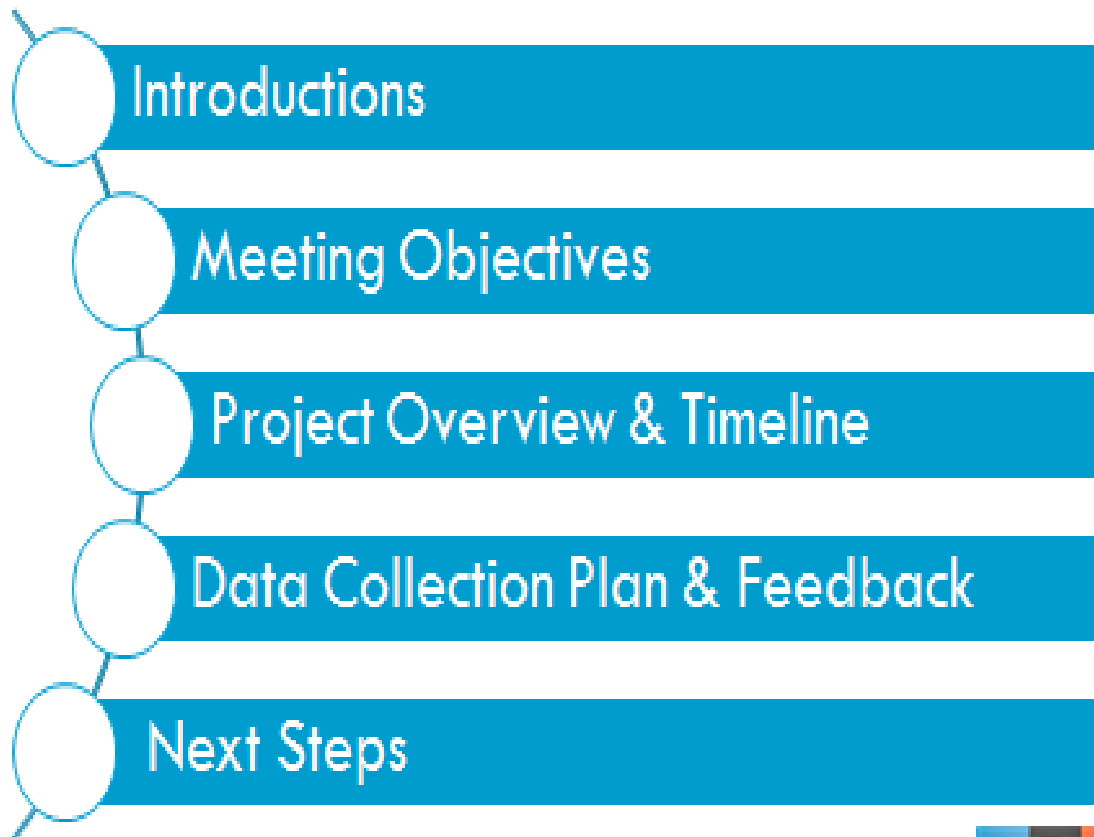 Introductions
Meeting Objectives
Project Overview & Timeline
Data Collection Plan & Feedback
Next Steps